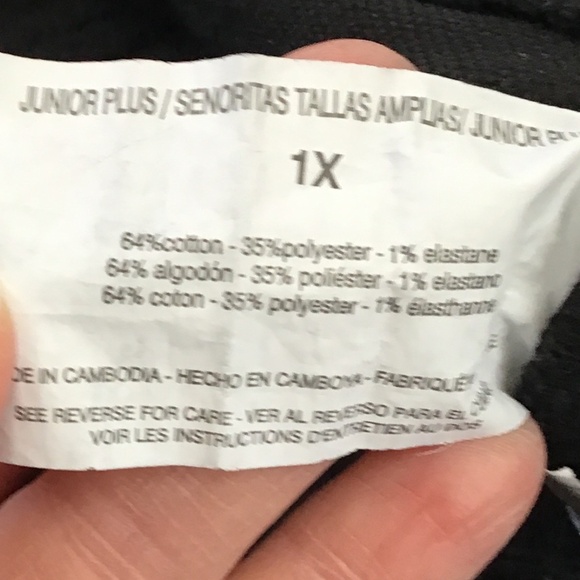 JUNIOR PLUS / SENORITAS TALLAS AMPLIAS/ JUNIOR
1X
64%cotton - 35%polyester - 1% elastane
64% algodón - 35% poliéster - 1% elastano
64% coton - 35% polyester - 1% élasthanne
DE IN CAMBODIA - HECHO EN CAMBOYA - FABRIQUÉ
SEE REVERSE FOR CARE - VER AL REVERSO PARA EL
VOIR LES INSTRUCTIONS D'ENTRETIEN AU DOS